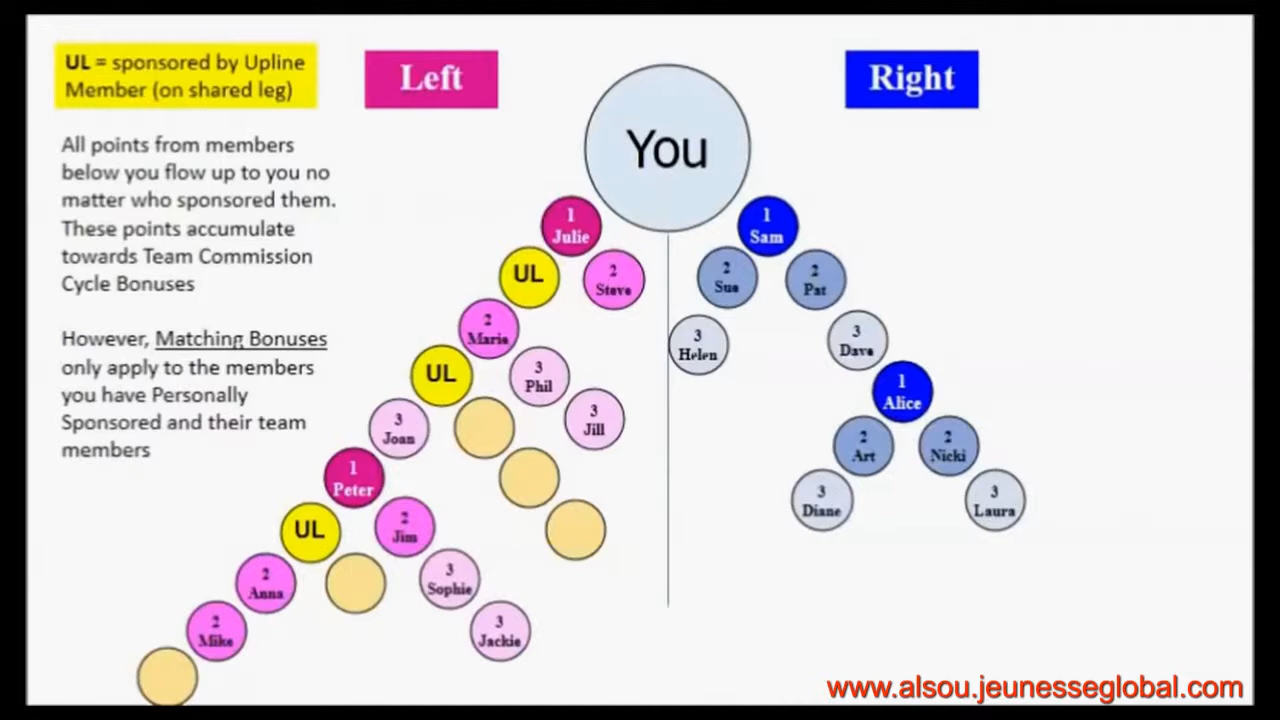 UL = sponsored by Upline
Member (on shared leg)
Left
Right
You
All points from members
below you flow up to you no
matter who sponsored them.
These points accumulate
towards Team Commission
Cycle Bonuses
However, Matching Bonuses
only apply to the members
you have Personally
Sponsored and their team
members
1
Julie
1
Sam
UL
2
Steve
2
Sue
2
Pat
2
Marie
3
Helen
3
Dave
UL
3
Phil
1
Alice
3
Joan
3
Jill
2
Art
2
Nicki
1
Peter
3
Diane
3
Laura
UL
2
Jim
2
Anna
3
Sophie
2
Mike
3
Jackie
www.alsou.jeunesseglobal.com